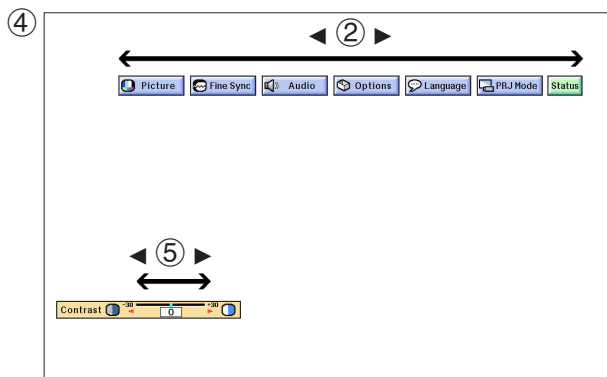 ④
◀ ② ▶
Picture Fine Sync Audio Options Language PRJ Mode Status
◀ ⑤ ▶
Contrast -30 0 +30